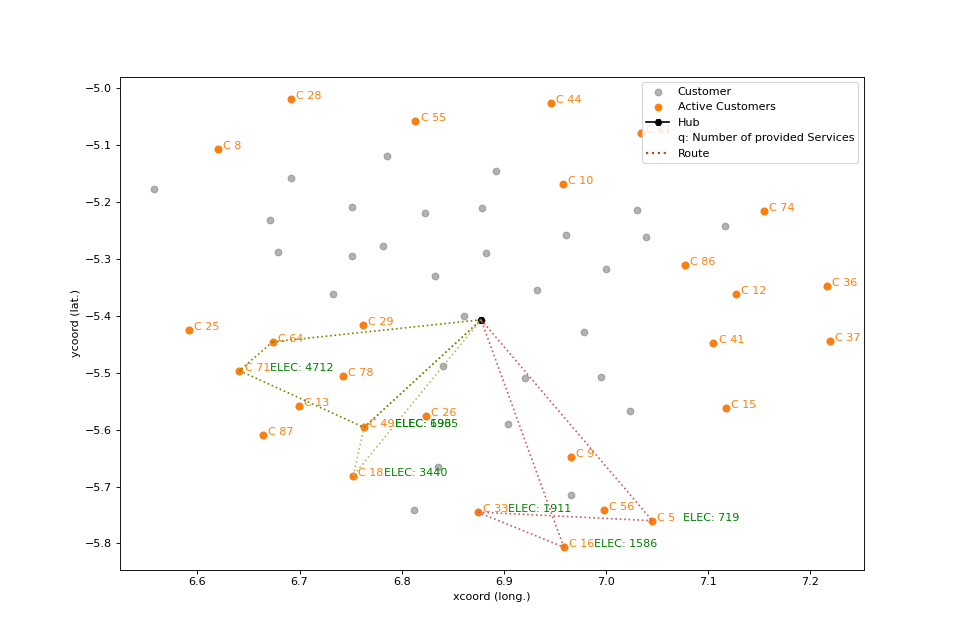 −5.0
−5.1
−5.2
−5.3
−5.4
−5.5
−5.6
−5.7
−5.8
ycoord (lat.)
6.6
6.7
6.8
6.9
7.0
7.1
7.2
xcoord (long.)
Customer
Active Customers
Hub
q: Number of provided Services
Route
C 28
C 44
C 55
C 8
C 10
C 74
C 86
C 36
C 12
C 25
C 29
C 64
C 41
C 37
C 71 ELEC: 4712
C 78
C 13
C 15
C 26
C 49
C 87
C 9
C 18 ELEC: 3440
C 33 ELEC: 1911
C 56
C 5 ELEC: 719
C 16 ELEC: 1586